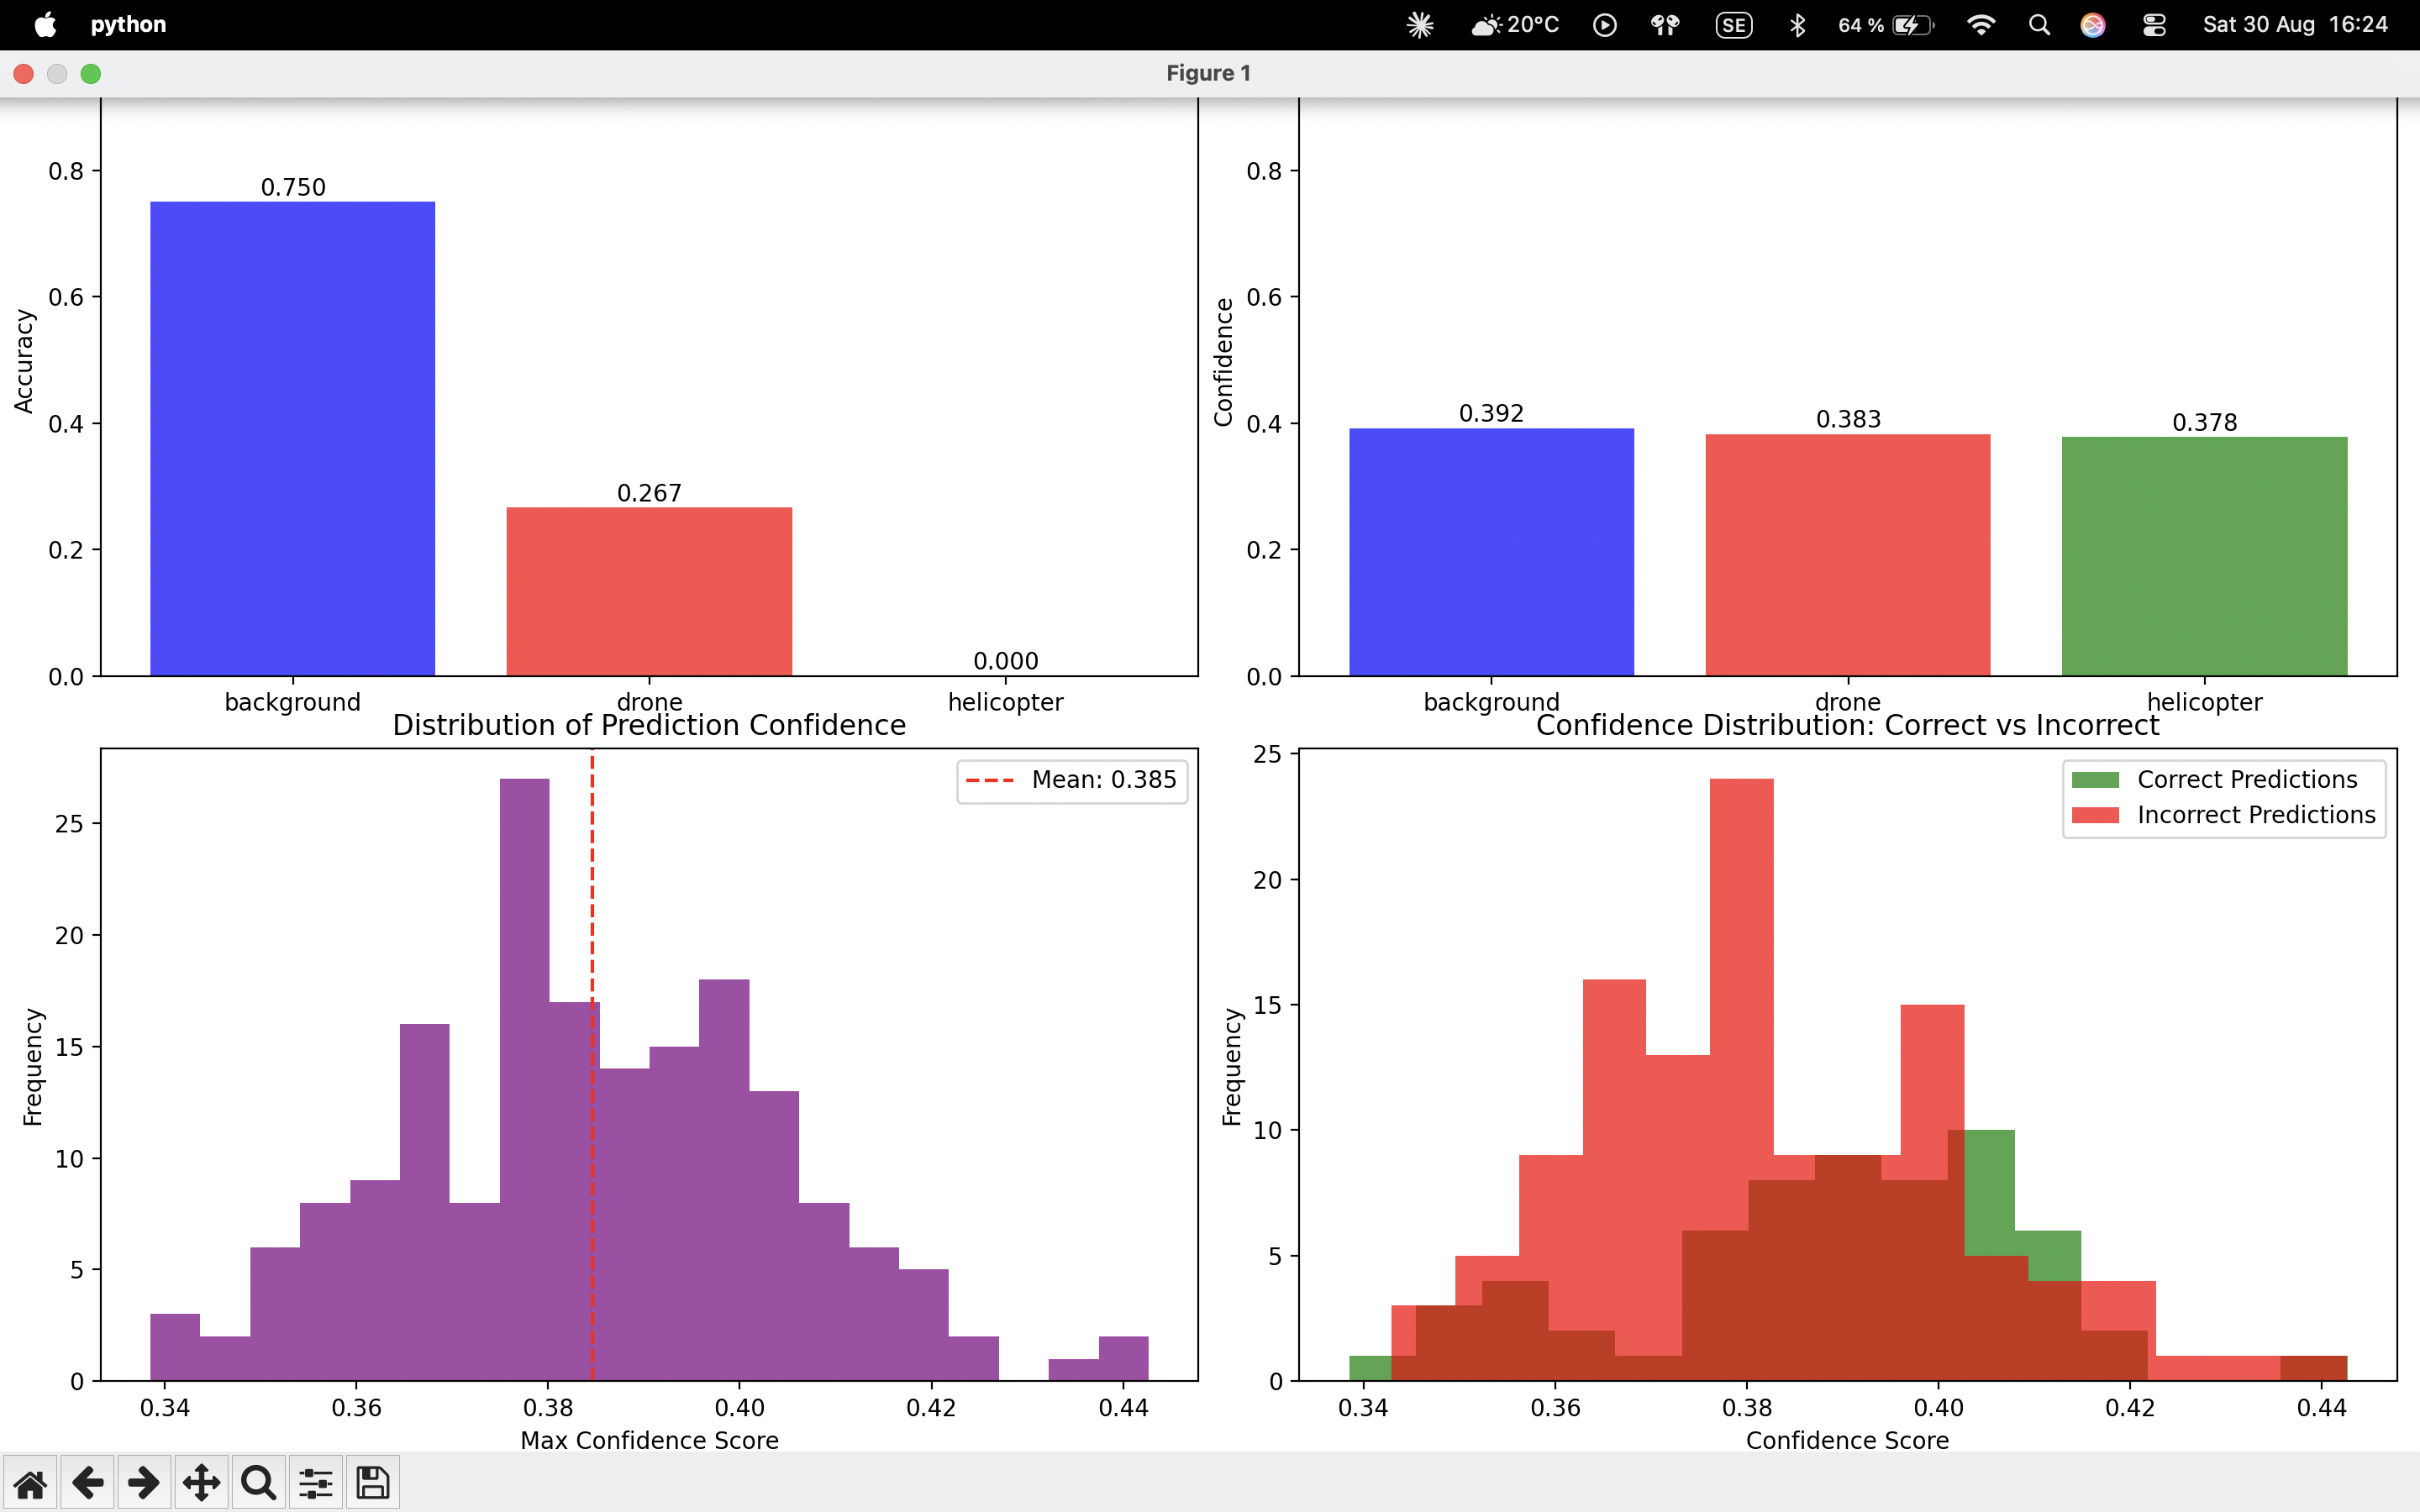 python
20°C
SE
64 %
Sat 30 Aug 16:24
Figure 1
Accuracy
0.8
0.6
0.4
0.2
0.0
0.750
0.267
0.000
background
drone
helicopter
Confidence
0.8
0.6
0.4
0.2
0.0
0.392
0.383
0.378
background
drone
helicopter
Distribution of Prediction Confidence
Mean: 0.385
Frequency
25
20
15
10
5
0
0.34
0.36
0.38
0.40
0.42
0.44
Max Confidence Score
Confidence Distribution: Correct vs Incorrect
Correct Predictions
Incorrect Predictions
Frequency
25
20
15
10
5
0
0.34
0.36
0.38
0.40
0.42
0.44
Confidence Score